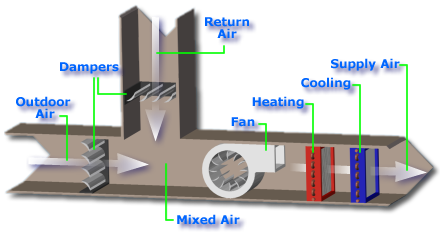 Return
Air
Supply Air
Dampers
Cooling
Outdoor
Air
Heating
Fan
Mixed Air